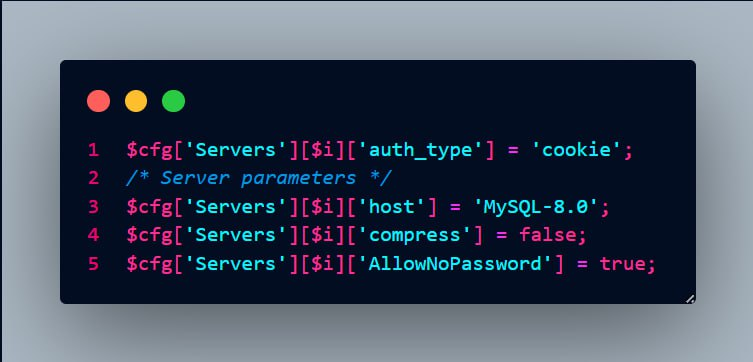 1 $cfg['Servers'][$i]['auth_type'] = 'cookie';
2 /* Server parameters */
3 $cfg['Servers'][$i]['host'] = 'MySQL-8.0';
4 $cfg['Servers'][$i]['compress'] = false;
5 $cfg['Servers'][$i]['AllowNoPassword'] = true;